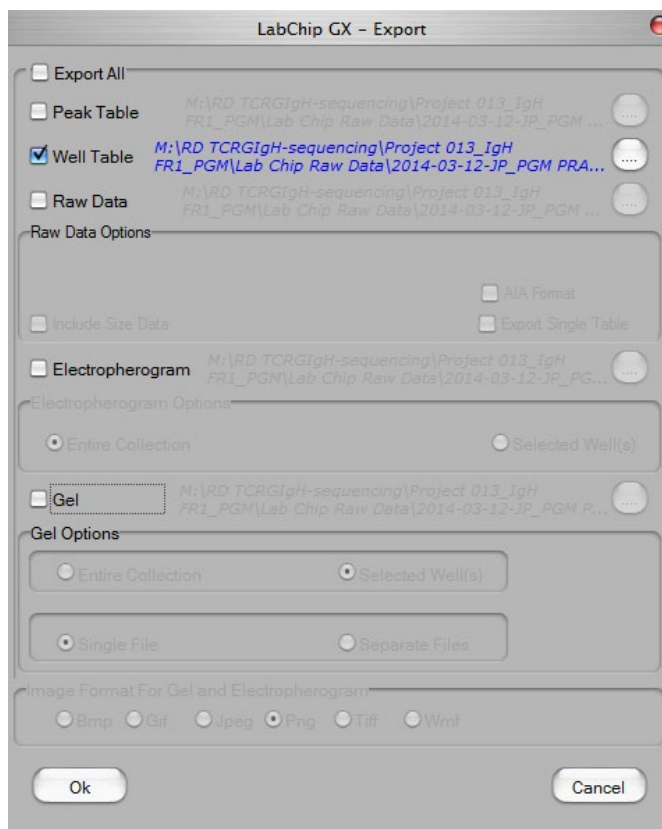 LabChip GX - Export
Export All
Peak Table
M:\RD TCRGIgH-sequencing\Project 013_IgH
FR1_PGM\Lab Chip Raw Data\2014-03-12-JP_PGM ...
....
Well Table
M:\RD TCRGIgH-sequencing\Project 013_IgH
FR1_PGM\Lab Chip Raw Data\2014-03-12-JP_PGM PRA...
....
Raw Data
M:\RD TCRGIgH-sequencing\Project 013_IgH
FR1_PGM\Lab Chip Raw Data\2014-03-12-JP_PGM ...
....
Raw Data Options
AIA Format
Include Size Data
Export Single Table
Electropherogram
M:\RD TCRGIgH-sequencing\Project 013_IgH
FR1_PGM\Lab Chip Raw Data\2014-03-12-JP_PG...
....
Electropherogram Options
Entire Collection
Selected Well(s)
Gel
M:\RD TCRGIgH-sequencing\Project 013_IgH
FR1_PGM\Lab Chip Raw Data\2014-03-12-JP_PGM P...
....
Gel Options
Entire Collection
Selected Well(s)
Single File
Separate Files
Image Format For Gel and Electropherogram
Bmp Gif Jpeg Png Tiff Wmf
Ok
Cancel